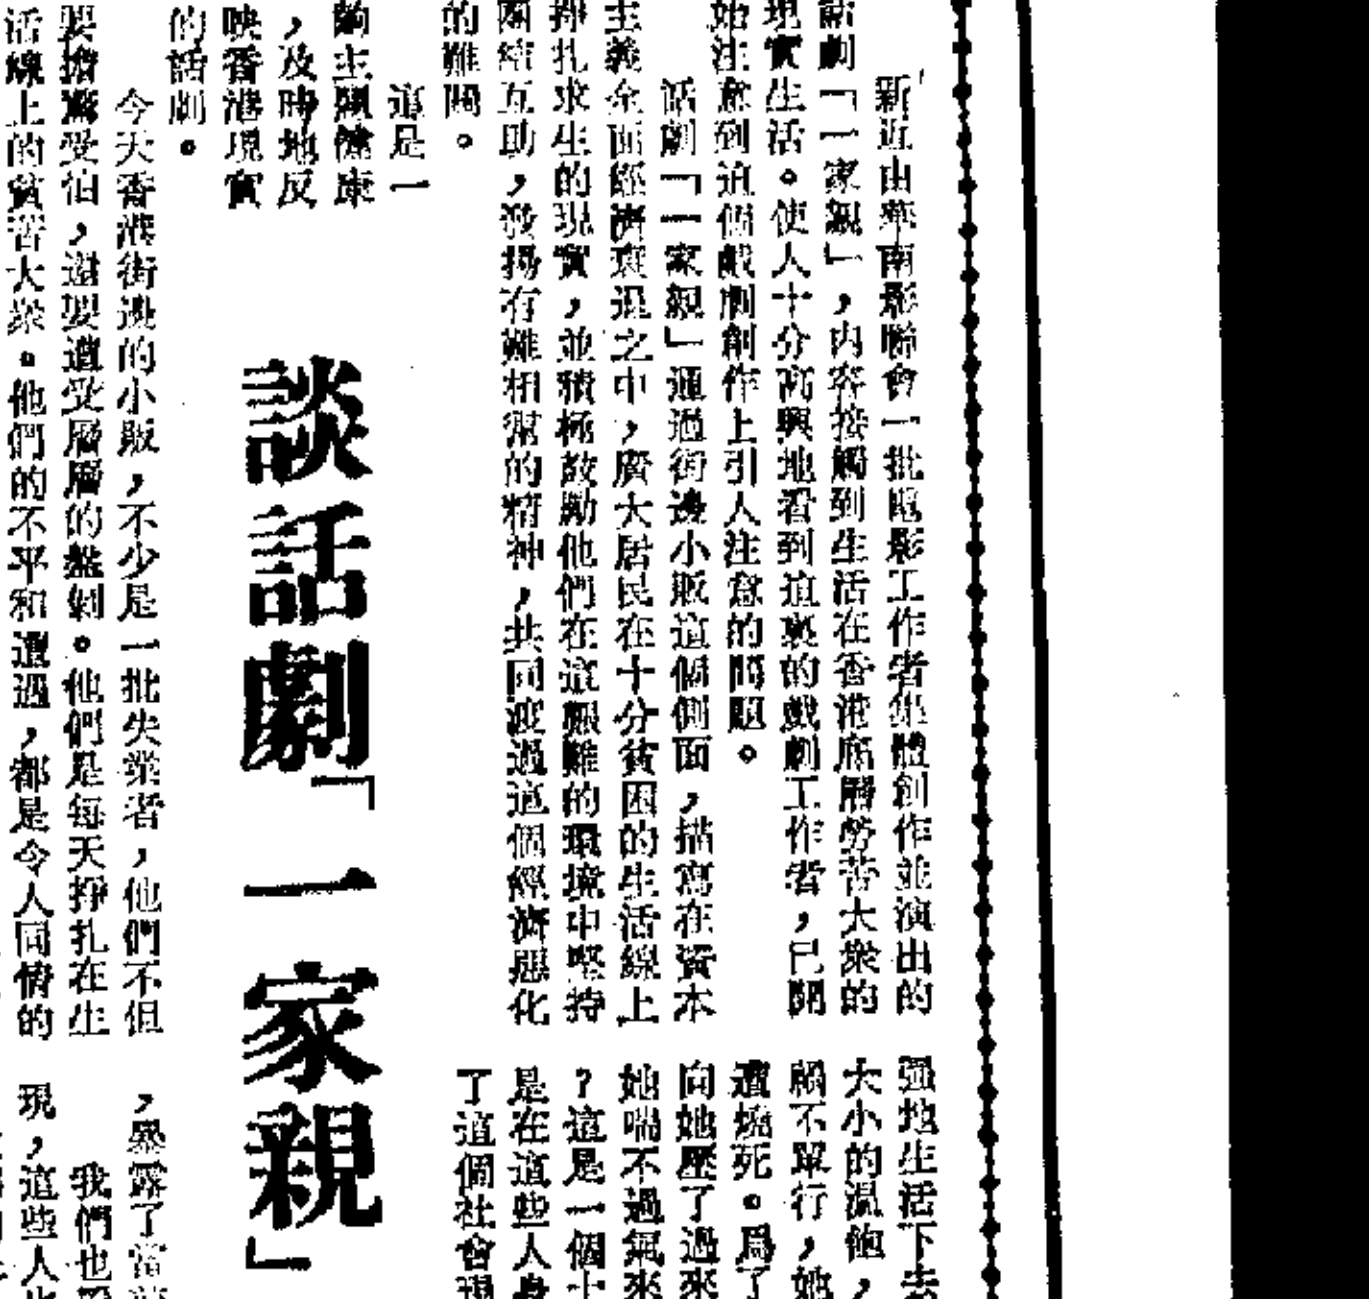 新近由華南影聯會一批電影工作者集體創作並演出的
話劇「一家親」，内容接觸到生活在香港底層勞苦大衆的
現實生活。使人十分高興地看到這裏的戲劇工作者，已開
始注意到這個戲劇創作上引人注意的問題。
話劇「一家親」通過街邊小販這個側面，描寫在資本
主義全面經濟衰退之中，廣大居民在十分貧困的生活線上
掙扎求生的現實，並積極鼓勵他們在這艱難的環境中堅持
團結互助，發揚有難相幫的精神，共同渡過這個經濟惡化
的難關。
這是一
齣主題健康
，及時地反
映香港現實
的話劇。
談話劇「一家親」
今天香港街邊的小販，不少是一批失業者，他們不但
要擔驚受怕，還要遭受層層的盤剝。他們是每天掙扎在生
活線上的貧苦大衆。他們的不平和遭遇，都是令人同情的
强地生活下去
大小的溫飽，
禍不單行，她
遭燒死。爲了
向她壓了過來
她喘不過氣來
？這是一個
是在這些人身
了這個社會現
，暴露了當
我們也
現，這些人